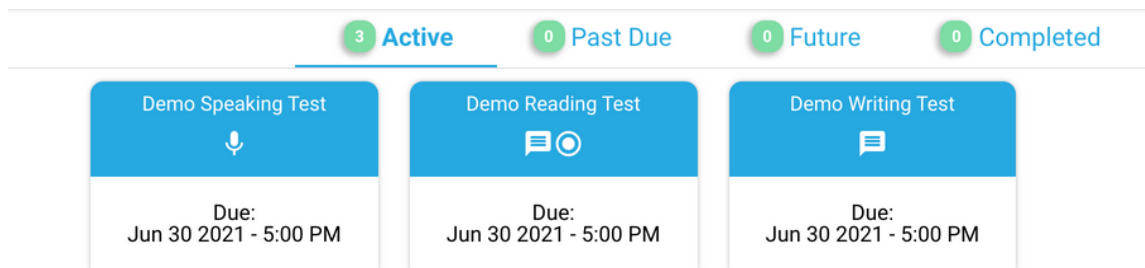 3 Active 0 Past Due 0 Future 0 Completed
Demo Speaking Test
Due:
Jun 30 2021 - 5:00 PM
Demo Reading Test
Due:
Jun 30 2021 - 5:00 PM
Demo Writing Test
Due:
Jun 30 2021 - 5:00 PM